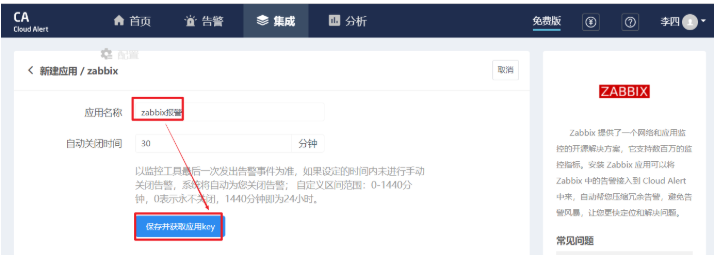 CA
Cloud Alert
首页
告警
集成
分析
免费版
李四
配置
新建应用 / zabbix
取消
应用名称
zabbix报警
自动关闭时间
30
分钟
以监控工具最后一次发出告警事件为准，如果设定的时间内未进行手动
关闭告警，系统将自动为您关闭告警； 自定义区间范围：0-1440分
钟，0表示永不关闭，1440分钟即为24小时。
保存并获取应用key
ZABBIX
Zabbix 提供了一个网络和应用监
控的开源解决方案，它支持数百万的监
控指标。安装 Zabbix 应用可以将
Zabbix 中的告警接入到 Cloud Alert
中来，自动帮您压缩冗余告警，避免告
警风暴，让您更快定位和解决问题。
常见问题